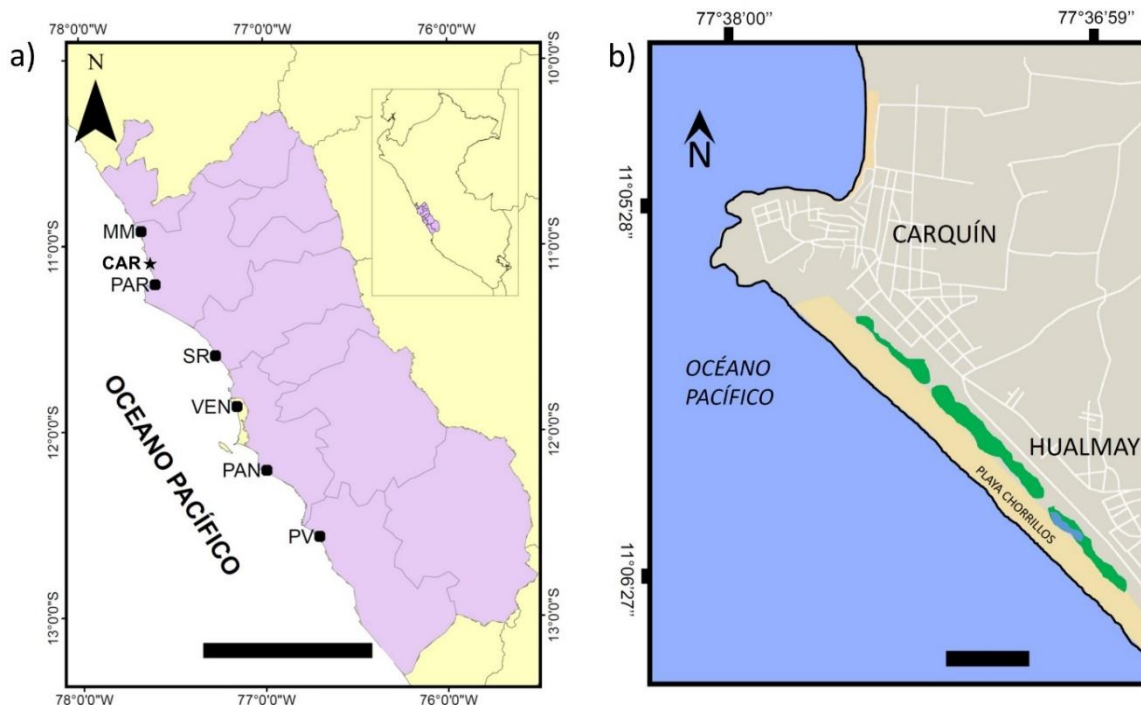 a)
78°0'0"W
77°0'0"W
76°0'0"W
N
10°0'0"S
MM
11°0'0"S
11°0'0"S
CAR
PAR
SR
VEN
OCEANO PACÍFICO
12°0'0"S
12°0'0"S
PAN
PV
13°0'0"S
13°0'0"S
78°0'0"W
77°0'0"W
76°0'0"W
b)
77°38'00’’
77°36'59’’
N
11°05'28’’
CARQUÍN
OCÉANO
PACÍFICO
HUALMAY
PLAYA CHORRILLOS
11°06'27’’